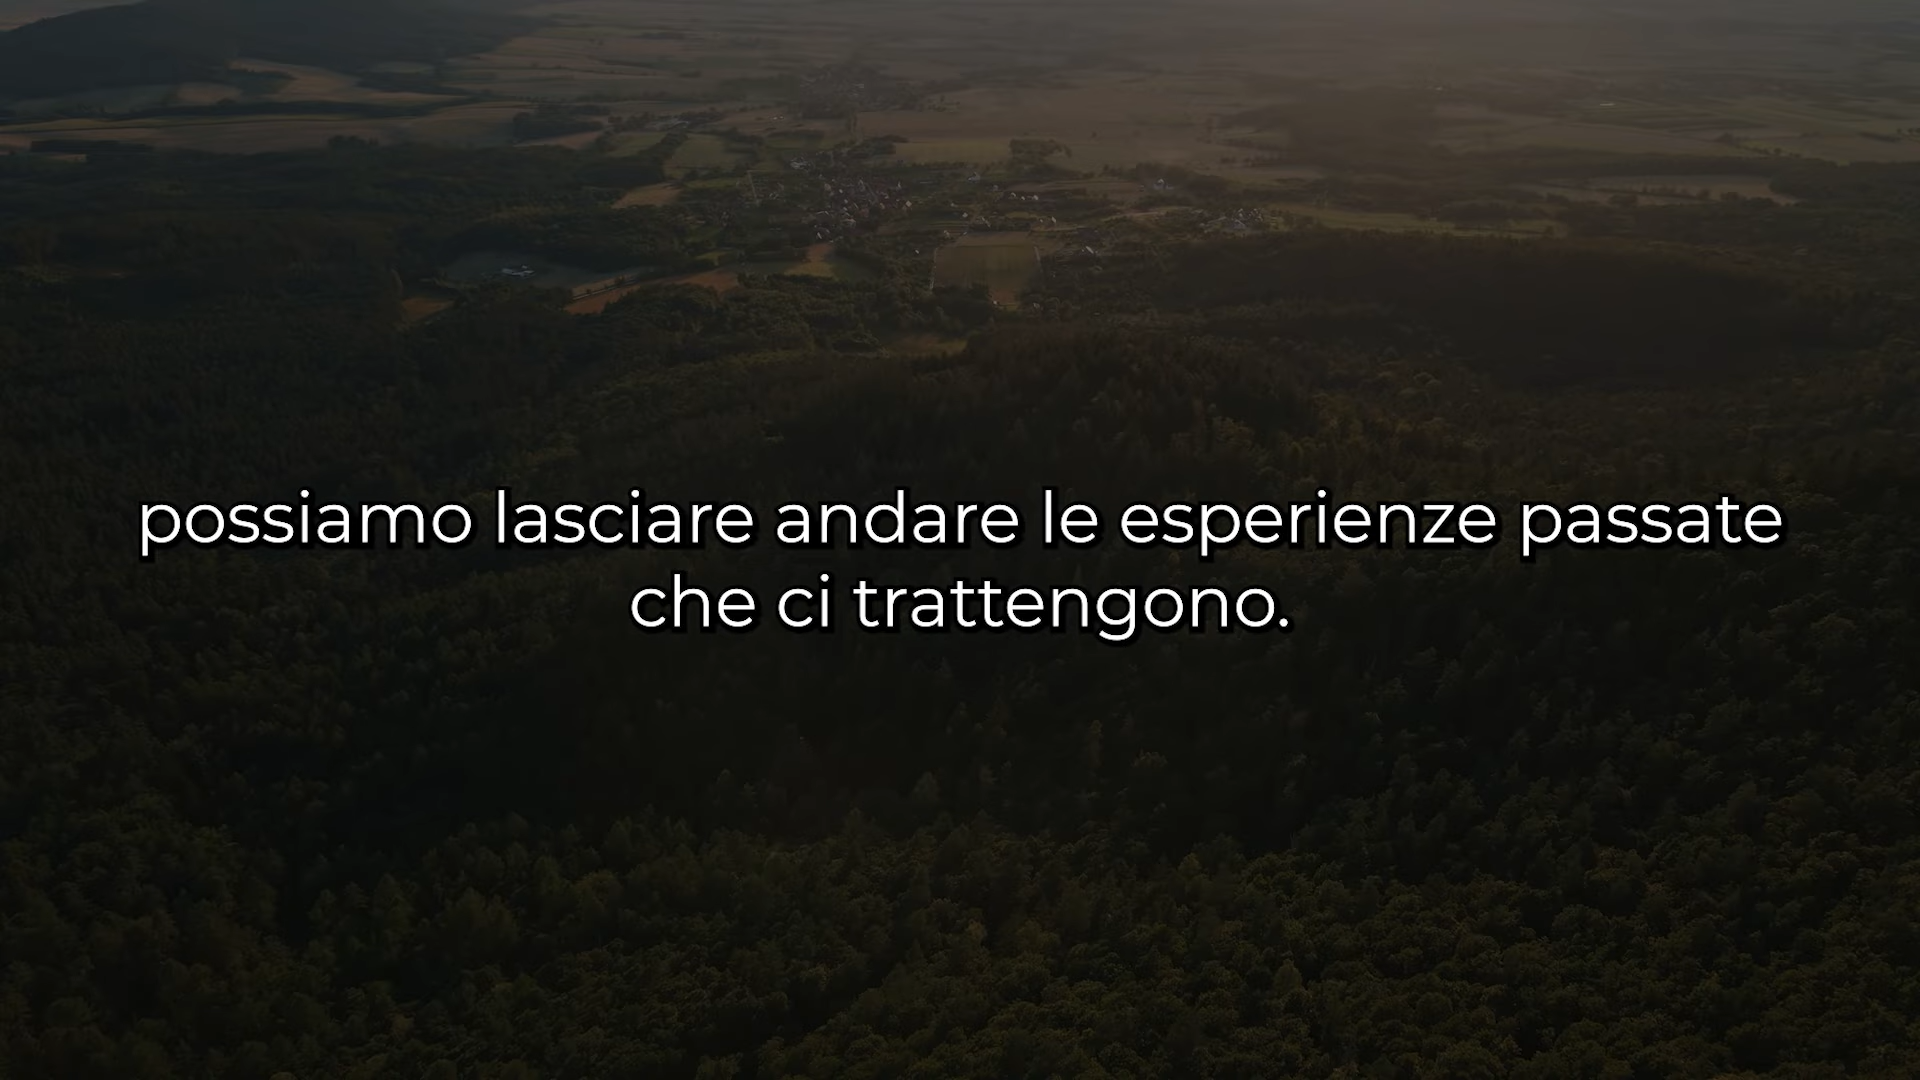 possiamo lasciare andare le esperienze passate
che ci trattengono.